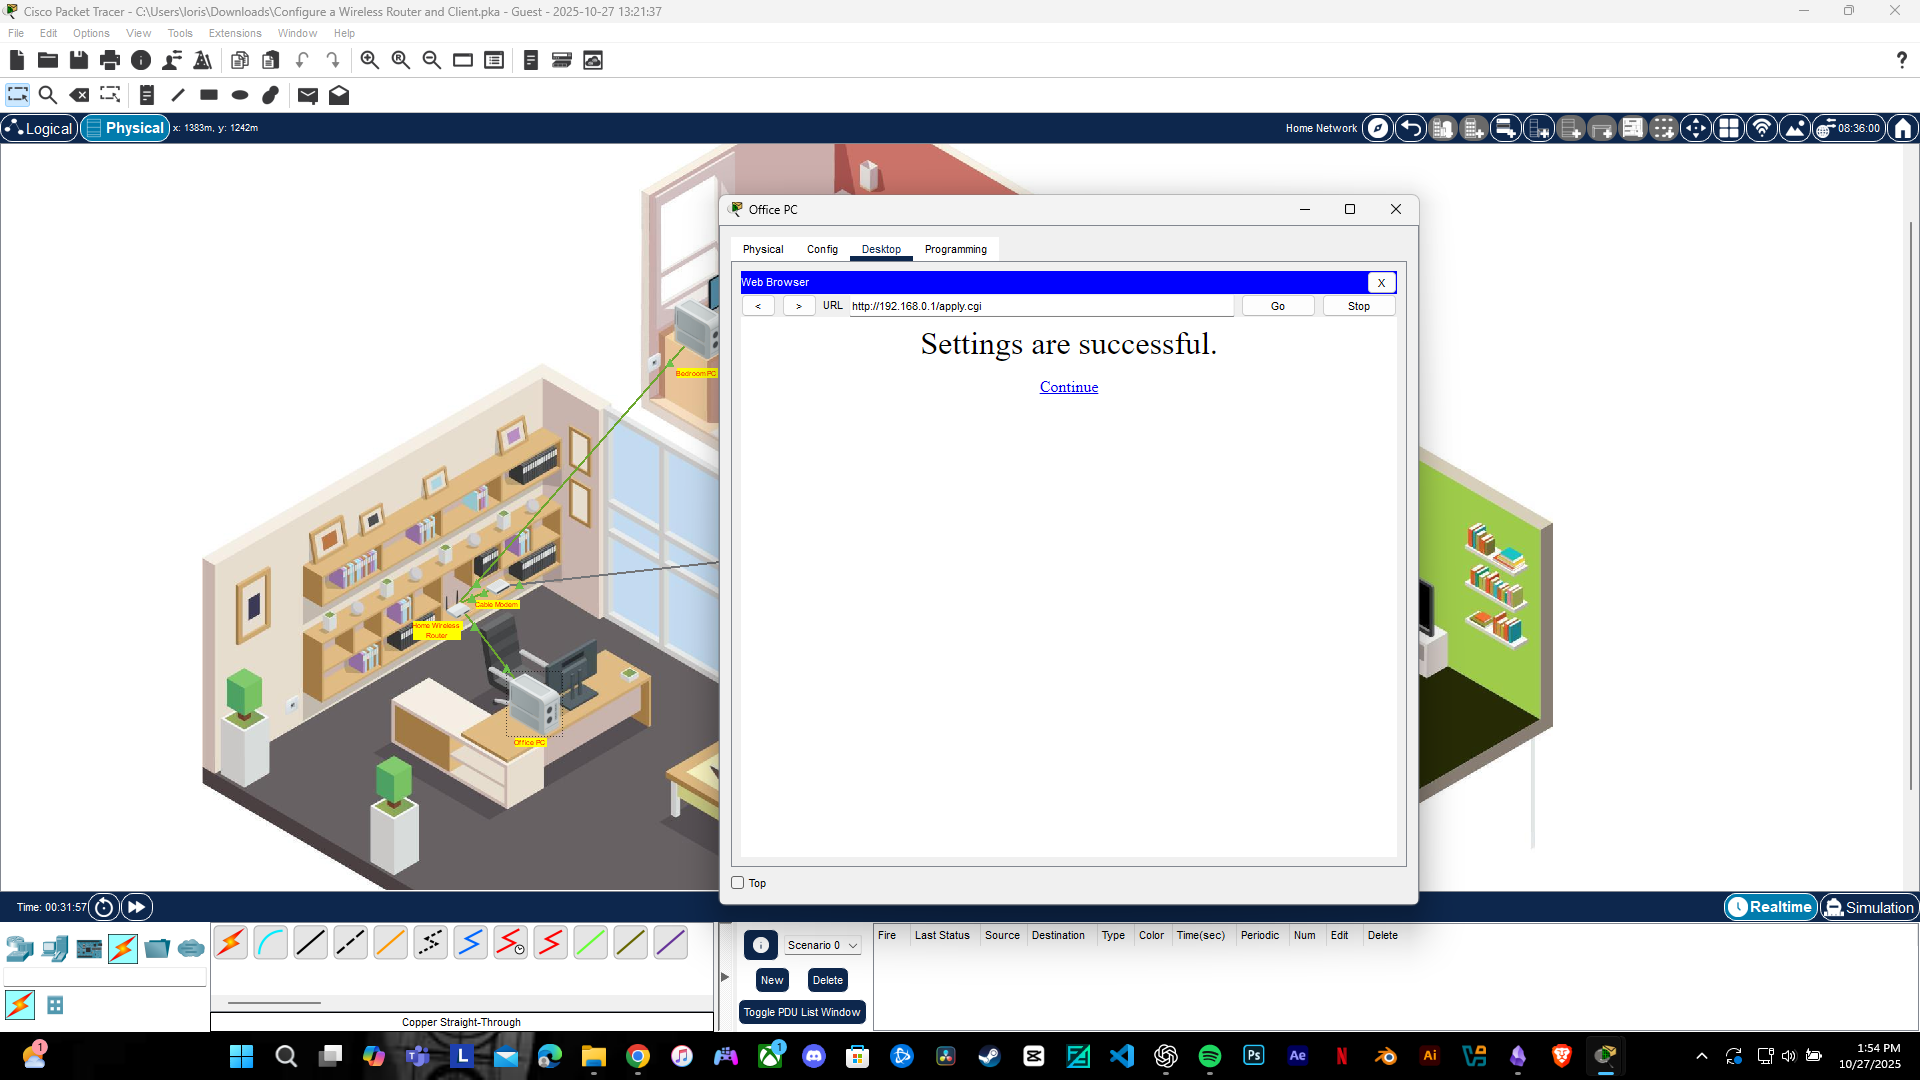 Cisco Packet Tracer - C:\Users\loris\Downloads\Configure a Wireless Router and Client.pka - Guest - 2025-10-27 13:21:37
File Edit Options View Tools Extensions Window Help
Logical Physical x: 1383m, y: 1242m Home Network 08:36:00
Office PC
Physical Config Desktop Programming
Web Browser X
< > URL http://192.168.0.1/apply.cgi Go Stop
Settings are successful.
Continue
Bedroom PC
Cable Modem
Home Wireless
Router
Office PC
Top
Time: 00:31:57 Realtime Simulation
Scenario 0
Fire Last Status Source Destination Type Color Time(sec) Periodic Num Edit Delete
New Delete
Toggle PDU List Window
Copper Straight-Through
1:54 PM
10/27/2025